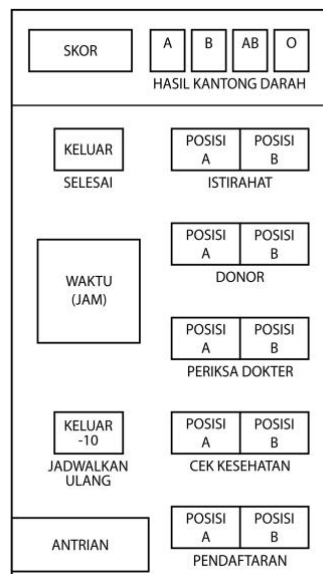 SKOR
A
B
AB
O
HASIL KANTONG DARAH
KELUAR
SELESAI
POSISI
A
POSISI
B
ISTIRAHAT
WAKTU
(JAM)
POSISI
A
POSISI
B
DONOR
POSISI
A
POSISI
B
PERIKSA DOKTER
KELUAR
-10
JADWALKAN
ULANG
POSISI
A
POSISI
B
CEK KESEHATAN
ANTRIAN
POSISI
A
POSISI
B
PENDAFTARAN